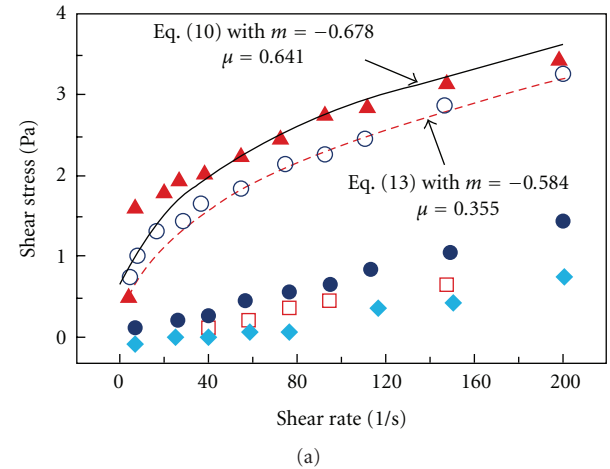 Eq. (10) with m = −0.678
μ = 0.641
Eq. (13) with m = −0.584
μ = 0.355
Shear stress (Pa)
4
3
2
1
0
0 40 80 120 160 200
Shear rate (1/s)
(a)